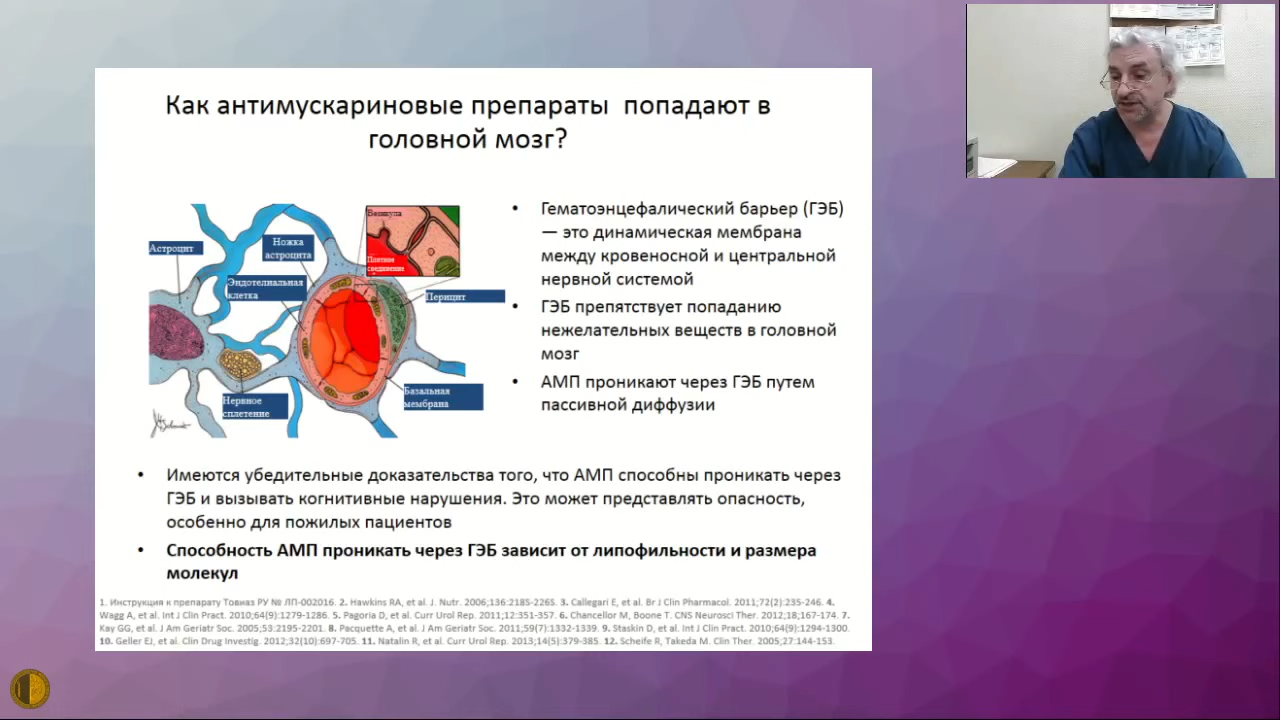 Как антимускариновые препараты попадают в
головной мозг?
Везикула
Астроцит
Ножка
астроцита
Плотное
соединение
Эндотелиальная
клетка
Перицит
Базальная
мембрана
Нервное
сплетение
• Гематоэнцефалический барьер (ГЭБ)
— это динамическая мембрана
между кровеносной и центральной
нервной системой
• ГЭБ препятствует попаданию
нежелательных веществ в головной
мозг
• АМП проникают через ГЭБ путем
пассивной диффузии
• Имеются убедительные доказательства того, что АМП способны проникать через
ГЭБ и вызывать когнитивные нарушения. Это может представлять опасность,
особенно для пожилых пациентов
• Способность АМП проникать через ГЭБ зависит от липофильности и размера
молекул
1. Инструкция к препарату Товиаз РУ № ЛП-002016. 2. Hawkins RA, et al. J. Nutr. 2006;136:2185-2265. 3. Callegari E, et al. Br J Clin Pharmacol. 2011;72(2):235-246. 4.
Wagg A, et al. Int J Clin Pract. 2010;64(9):1279-1286. 5. Pagoria D, et al. Curr Urol Rep. 2011;12:351-357. 6. Chancellor M, Boone T. CNS Neurosci Ther. 2012;18;167-174. 7.
Kay GG, et al. J Am Geriatr Soc. 2005;53:2195-2201. 8. Pacquette A, et al. J Am Geriatr Soc. 2011;59(7):1332-1339. 9. Staskin D, et al. Int J Clin Pract. 2010;64(9):1294-1300.
10. Geller EJ, et al. Clin Drug Investig. 2012;32(10):697-705. 11. Natalin R, et al. Curr Urol Rep. 2013;14(5):379-385. 12. Scheife R, Takeda M. Clin Ther. 2005;27:144-153.